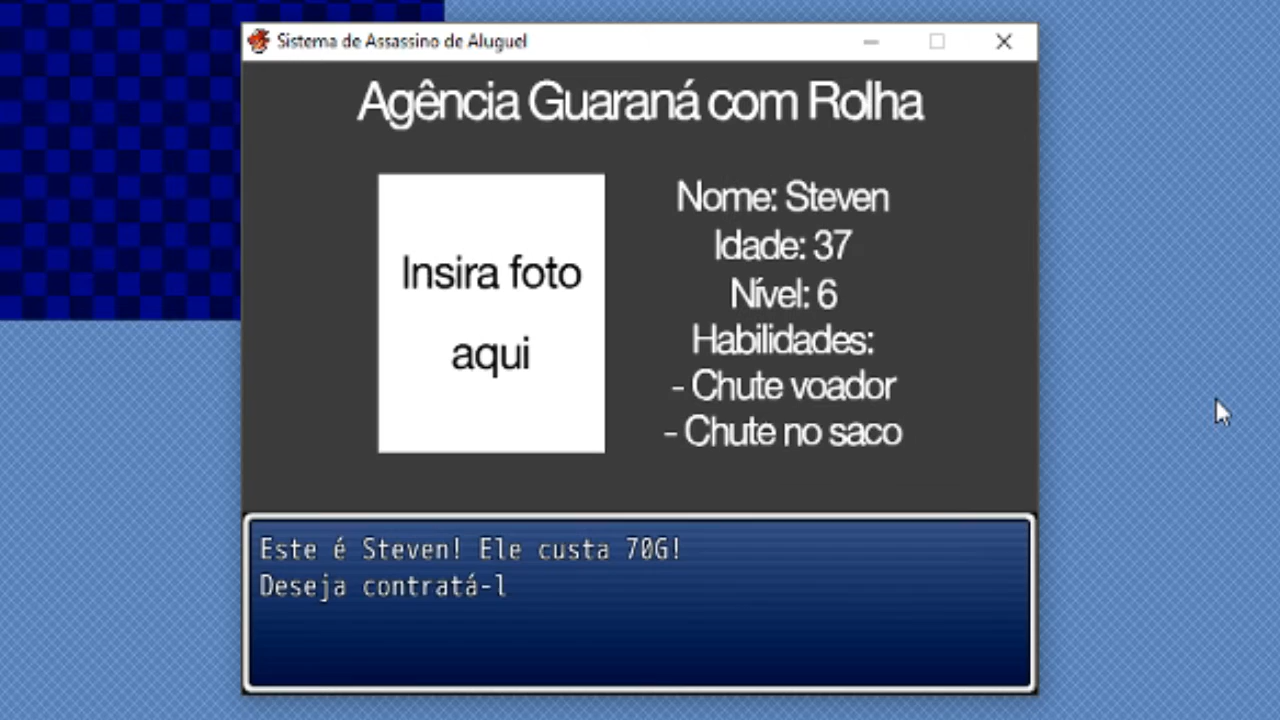 Sistema de Assassino de Aluguel
Agência Guaraná com Rolha
Insira foto
aqui
Nome: Steven
Idade: 37
Nível: 6
Habilidades:
- Chute voador
- Chute no saco
Este é Steven! Ele custa 70G!
Deseja contratá-l